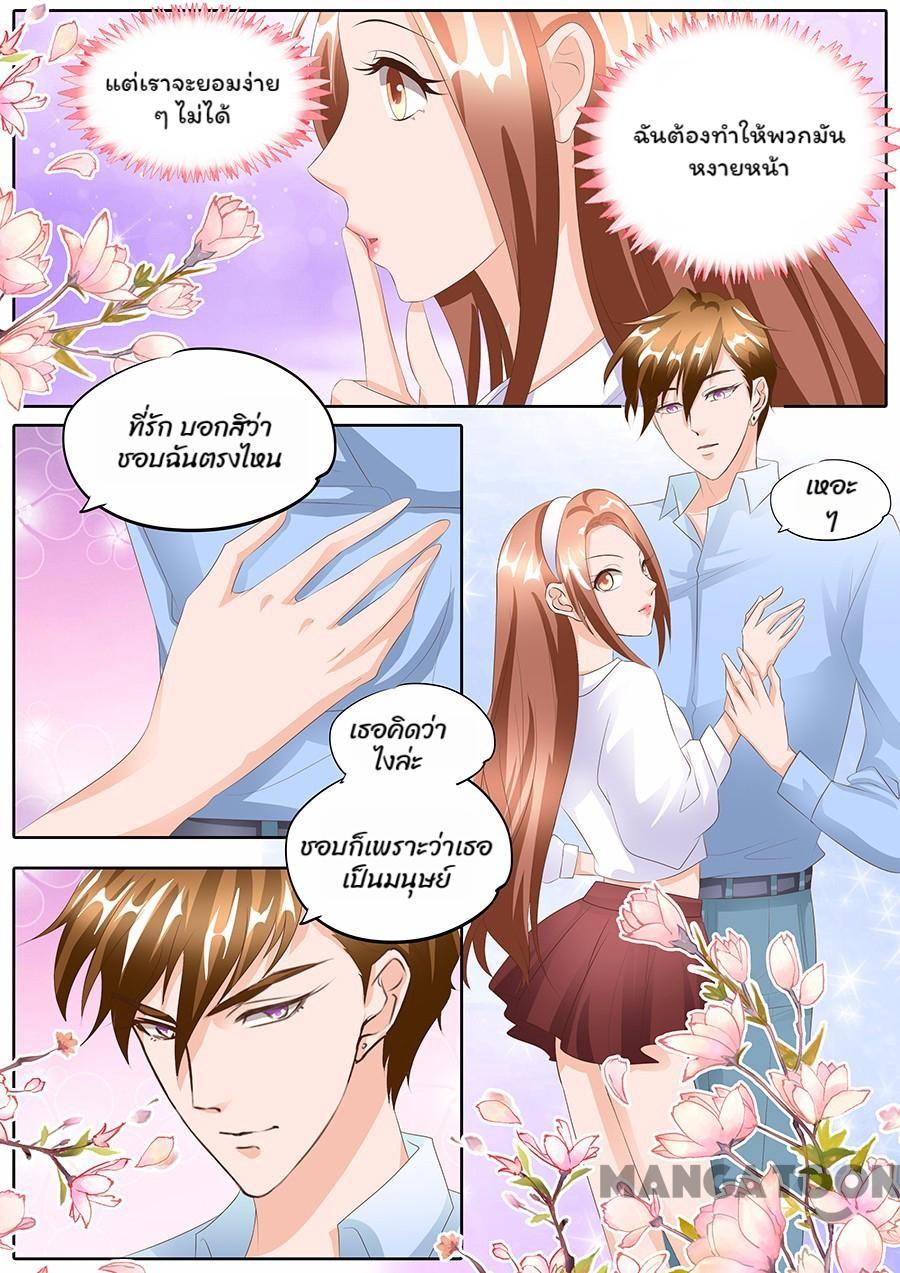 แต่เราจะยอมง่าย
ๆ ไม่ได้
ฉันต้องทำให้พวกมัน
หงายหน้า
ที่รัก บอกสิว่า
ชอบฉันตรงไหน
เหอะ
ๆ
เธอคิดว่า
ไงล่ะ
ชอบก็เพราะว่าเธอ
เป็นมนุษย์
MANGATOON